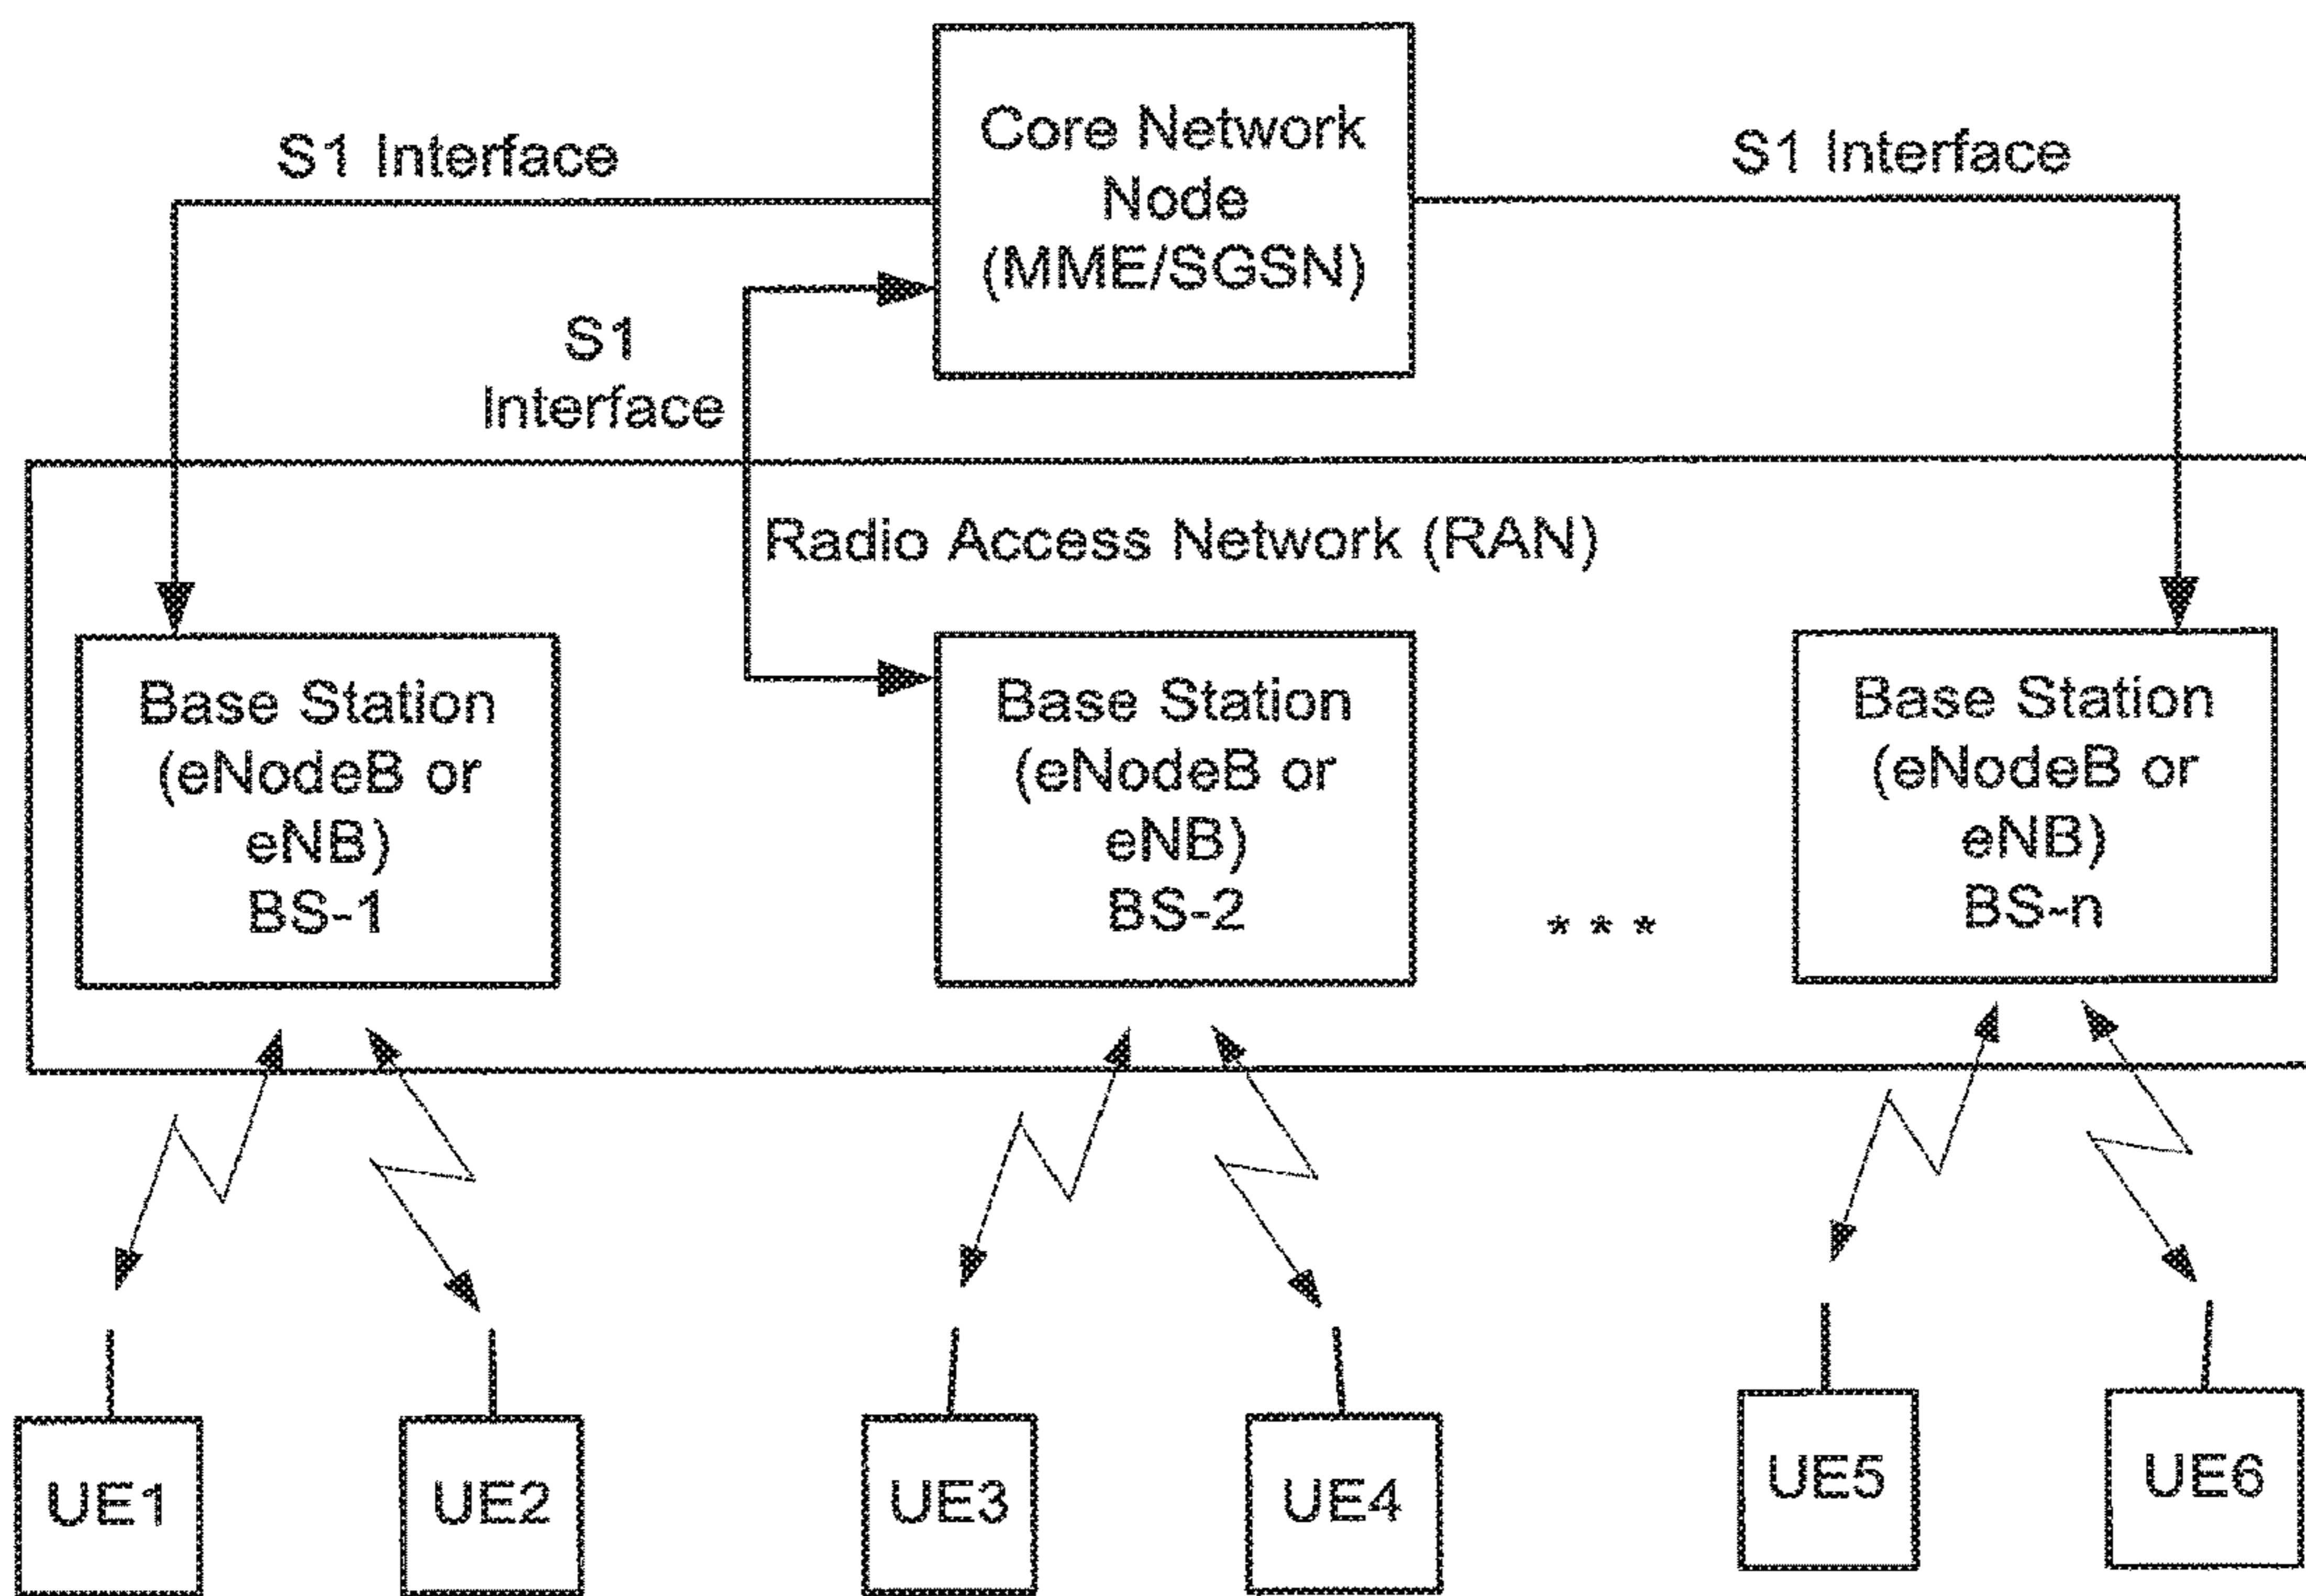 Core Network
Node
(MME/SGSN)
S1 Interface
S1 Interface
S1
Interface
Radio Access Network (RAN)
Base Station
(eNodeB or
eNB)
BS-1
Base Station
(eNodeB or
eNB)
BS-2
* * *
Base Station
(eNodeB or
eNB)
BS-n
UE1
UE2
UE3
UE4
UE5
UE6